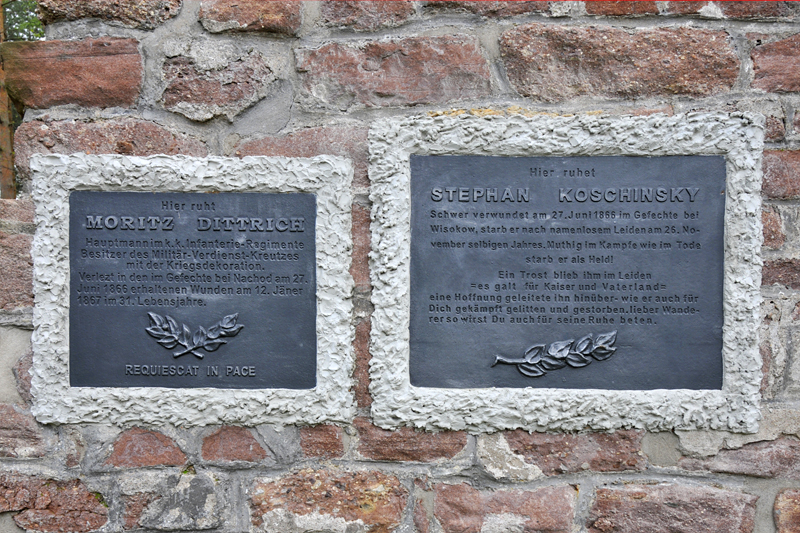 Hier ruht
MORITZ DITTRICH
Hauptmann im k.k. Infanterie-Regimente
Besitzer des Militär-Verdienst-Kreutzes
mit der Kriegsdekoration.
Verlezt in den im Gefechte bei Nachod am 27.
Juni 1866 erhaltenen Wunden am 12. Jäner
1867 im 31. Lebensjahre.
REQUIESCAT IN PACE
Hier ruhet
STEPHAN KOSCHINSKY
Schwer verwundet am 27. Juni 1866 im Gefechte bei
Wisokow, starb er nach namenlosem Leiden am 26. No-
vember selbigen Jahres. Muthig im Kampfe wie im Tode
starb er als Held!
Ein Trost blieb ihm im Leiden
=es galt für Kaiser und Vaterland=
eine Hoffnung geleitete ihn hinüber- wie er auch für
Dich gekämpft gelitten und gestorben, lieber Wande-
rer so wirst Du auch für seine Ruhe beten.